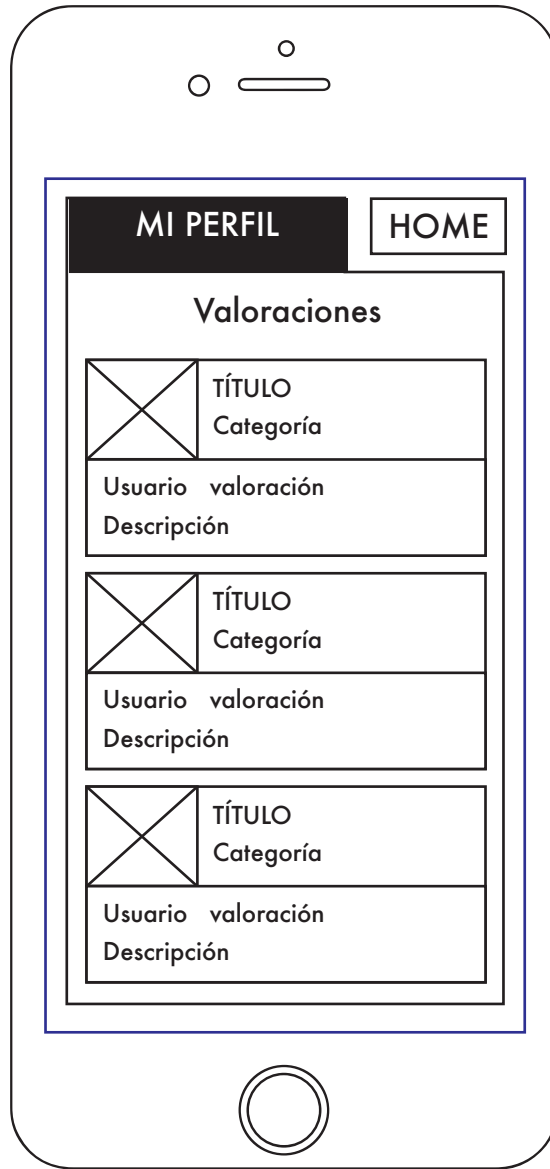 MI PERFIL
HOME
Valoraciones
TÍTULO
Categoría
Usuario valoración
Descripción
TÍTULO
Categoría
Usuario valoración
Descripción
TÍTULO
Categoría
Usuario valoración
Descripción